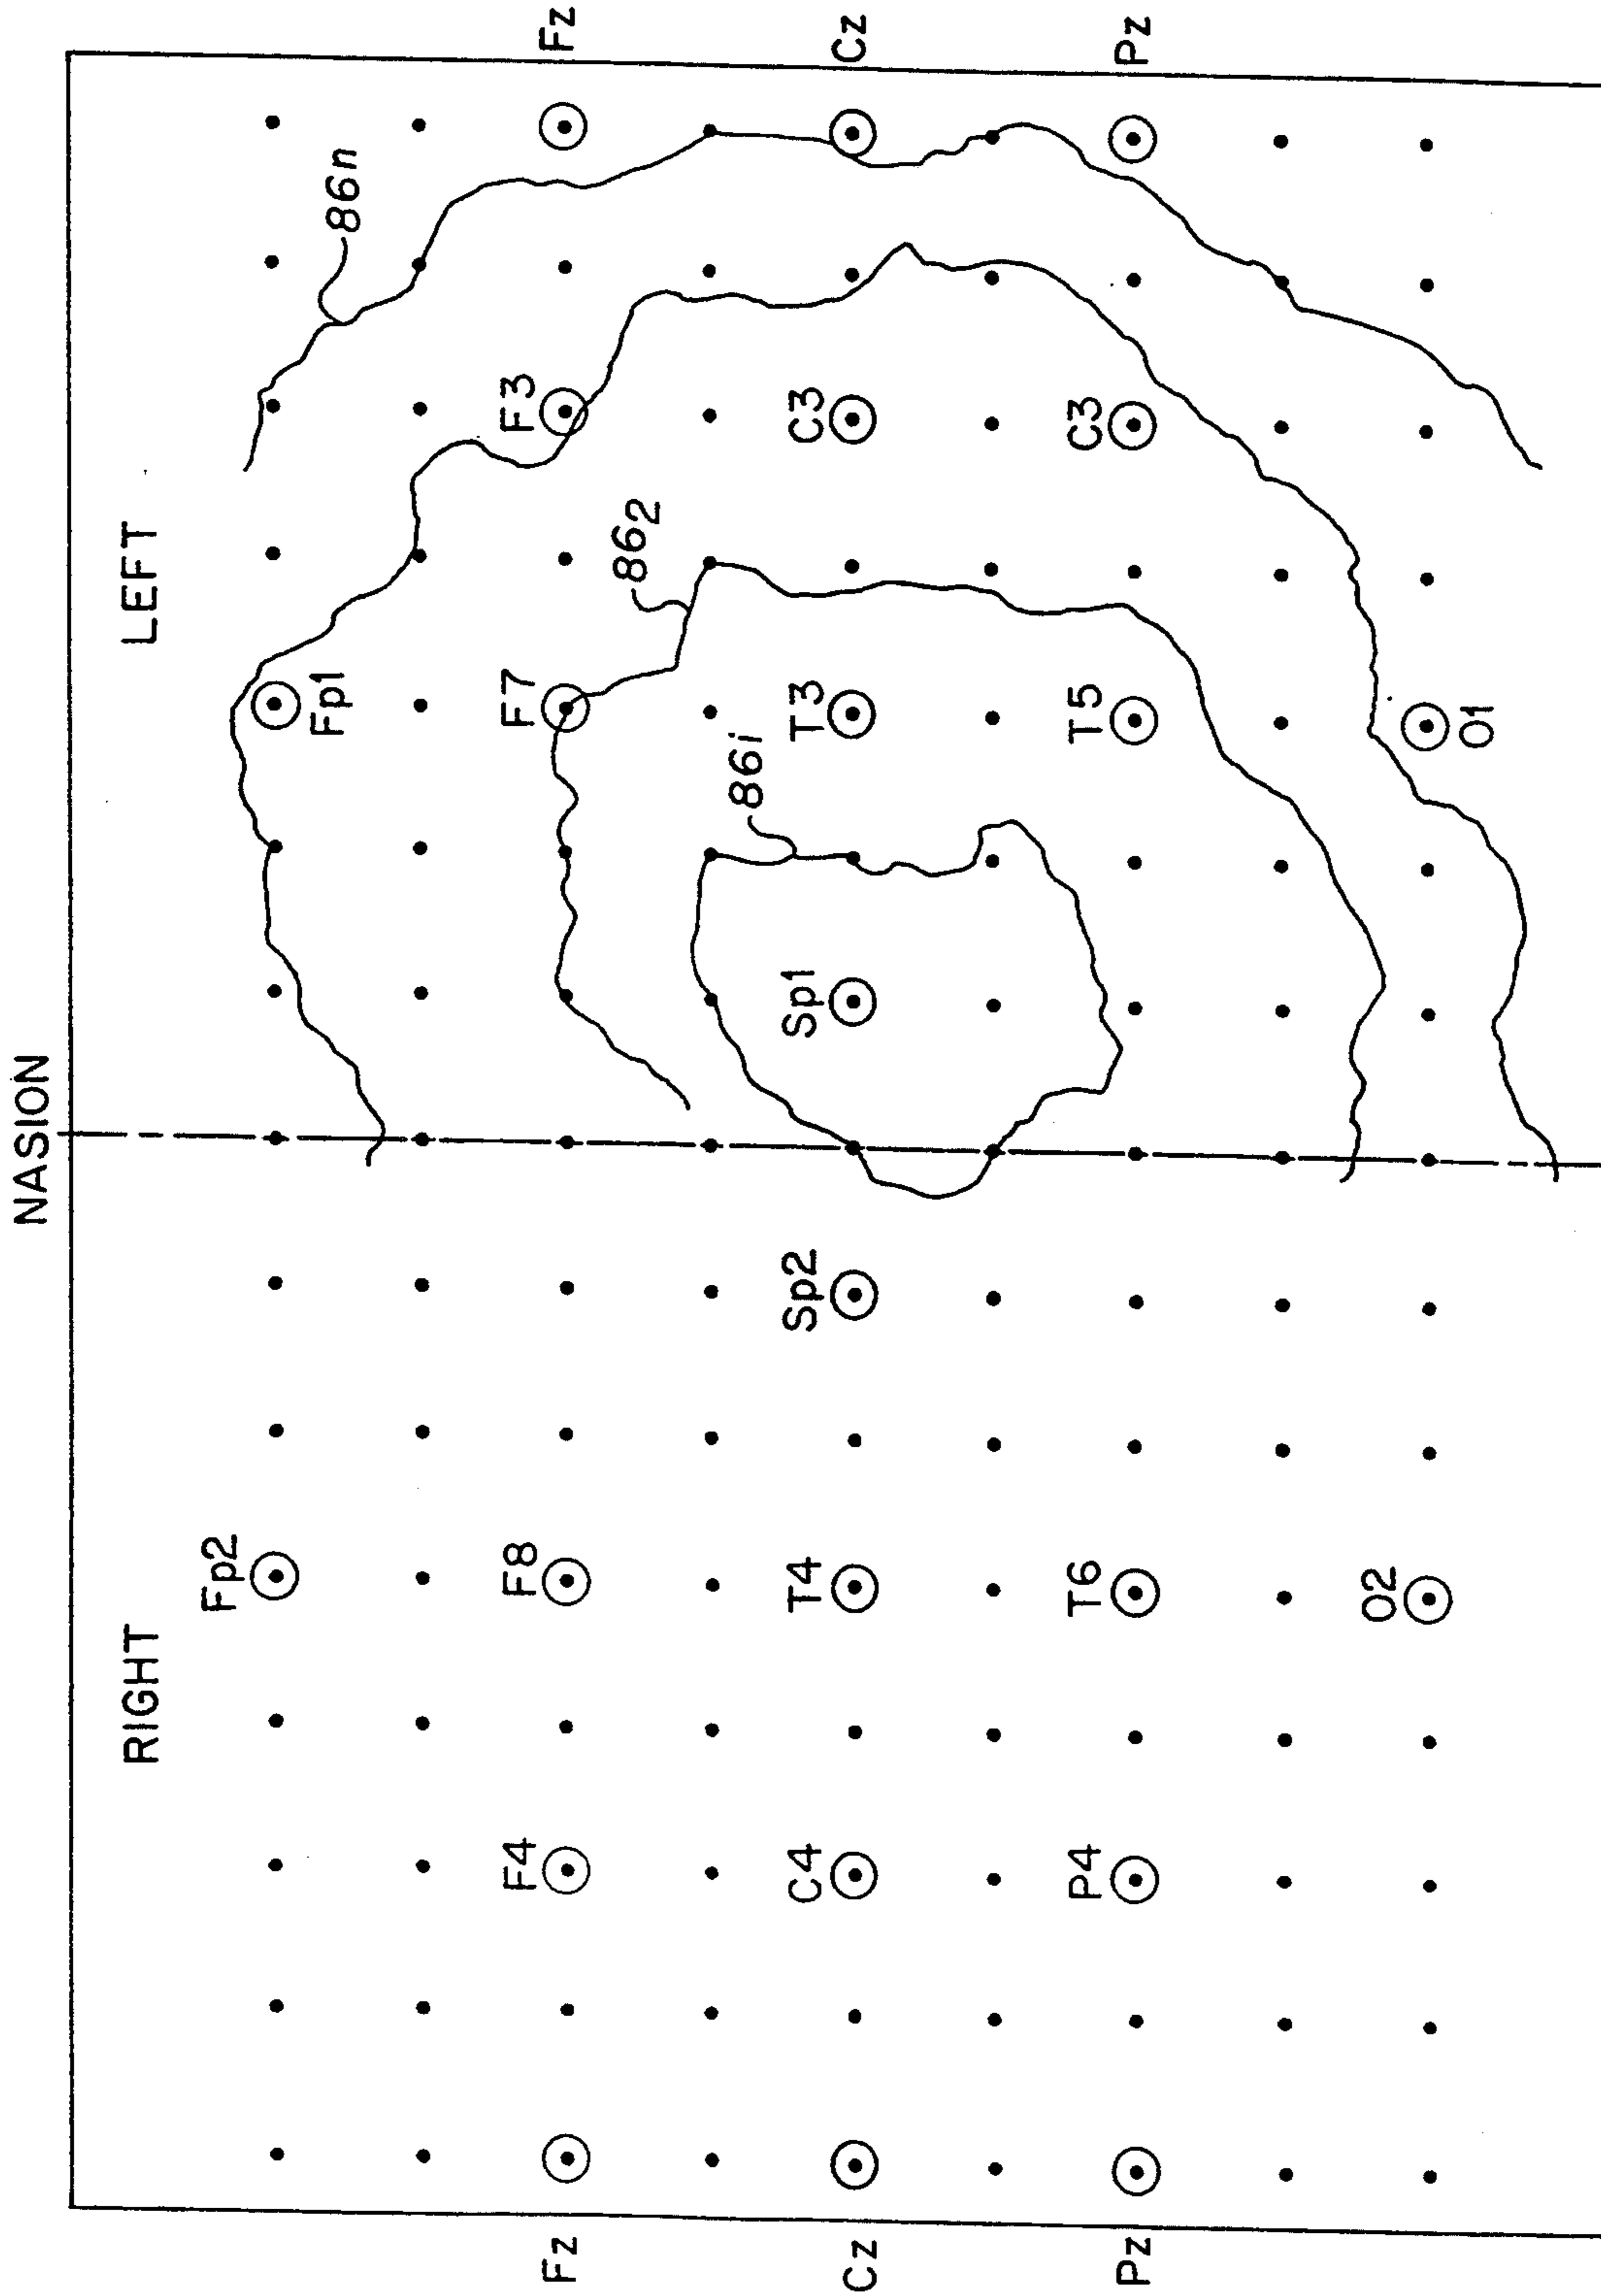 NASION
RIGHT LEFT
Fp2 Fp1 86n
Fz F4 F8 F7 F3 Fz
86₂
86i
Cz C4 T4 Sp2 Sp1 T3 C3 Cz
Pz P4 T6 T5 C3 Pz
O2 O1